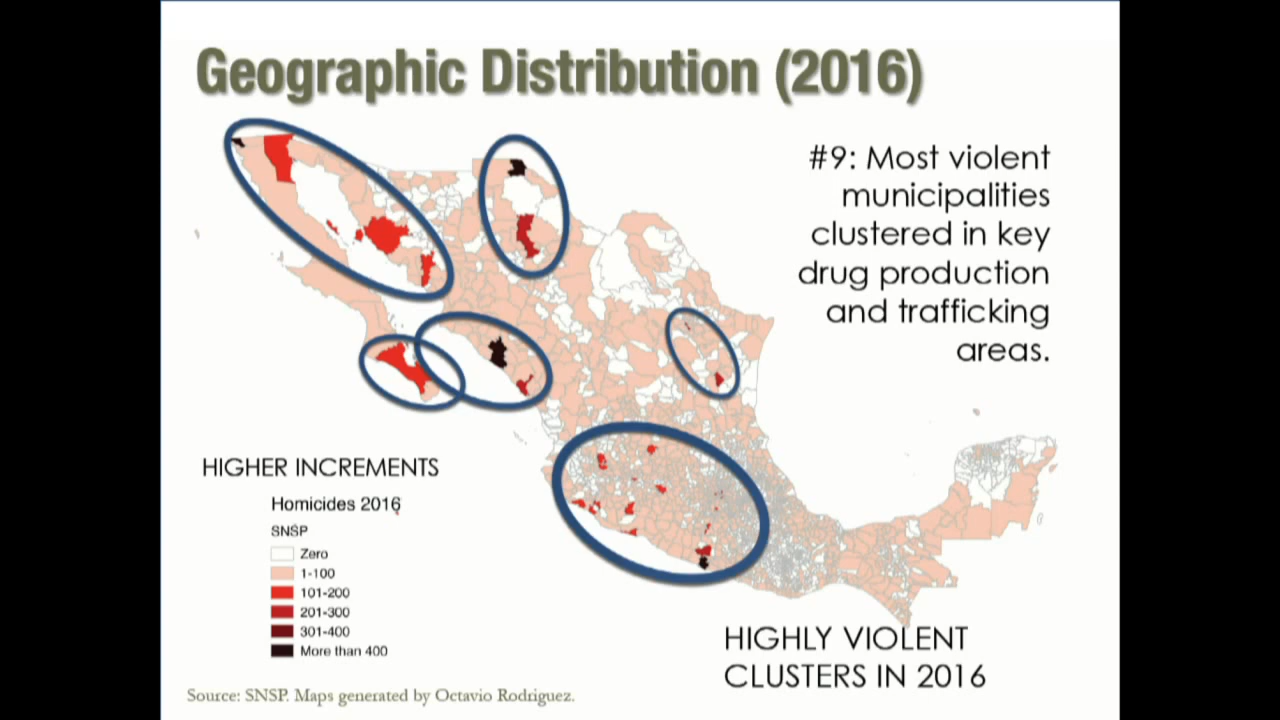 Geographic Distribution (2016)
#9: Most violent
municipalities
clustered in key
drug production
and trafficking
areas.
HIGHER INCREMENTS
Homicides 2016
SNSP
Zero
1-100
101-200
201-300
301-400
More than 400
HIGHLY VIOLENT
CLUSTERS IN 2016
Source: SNSP. Maps generated by Octavio Rodriguez.